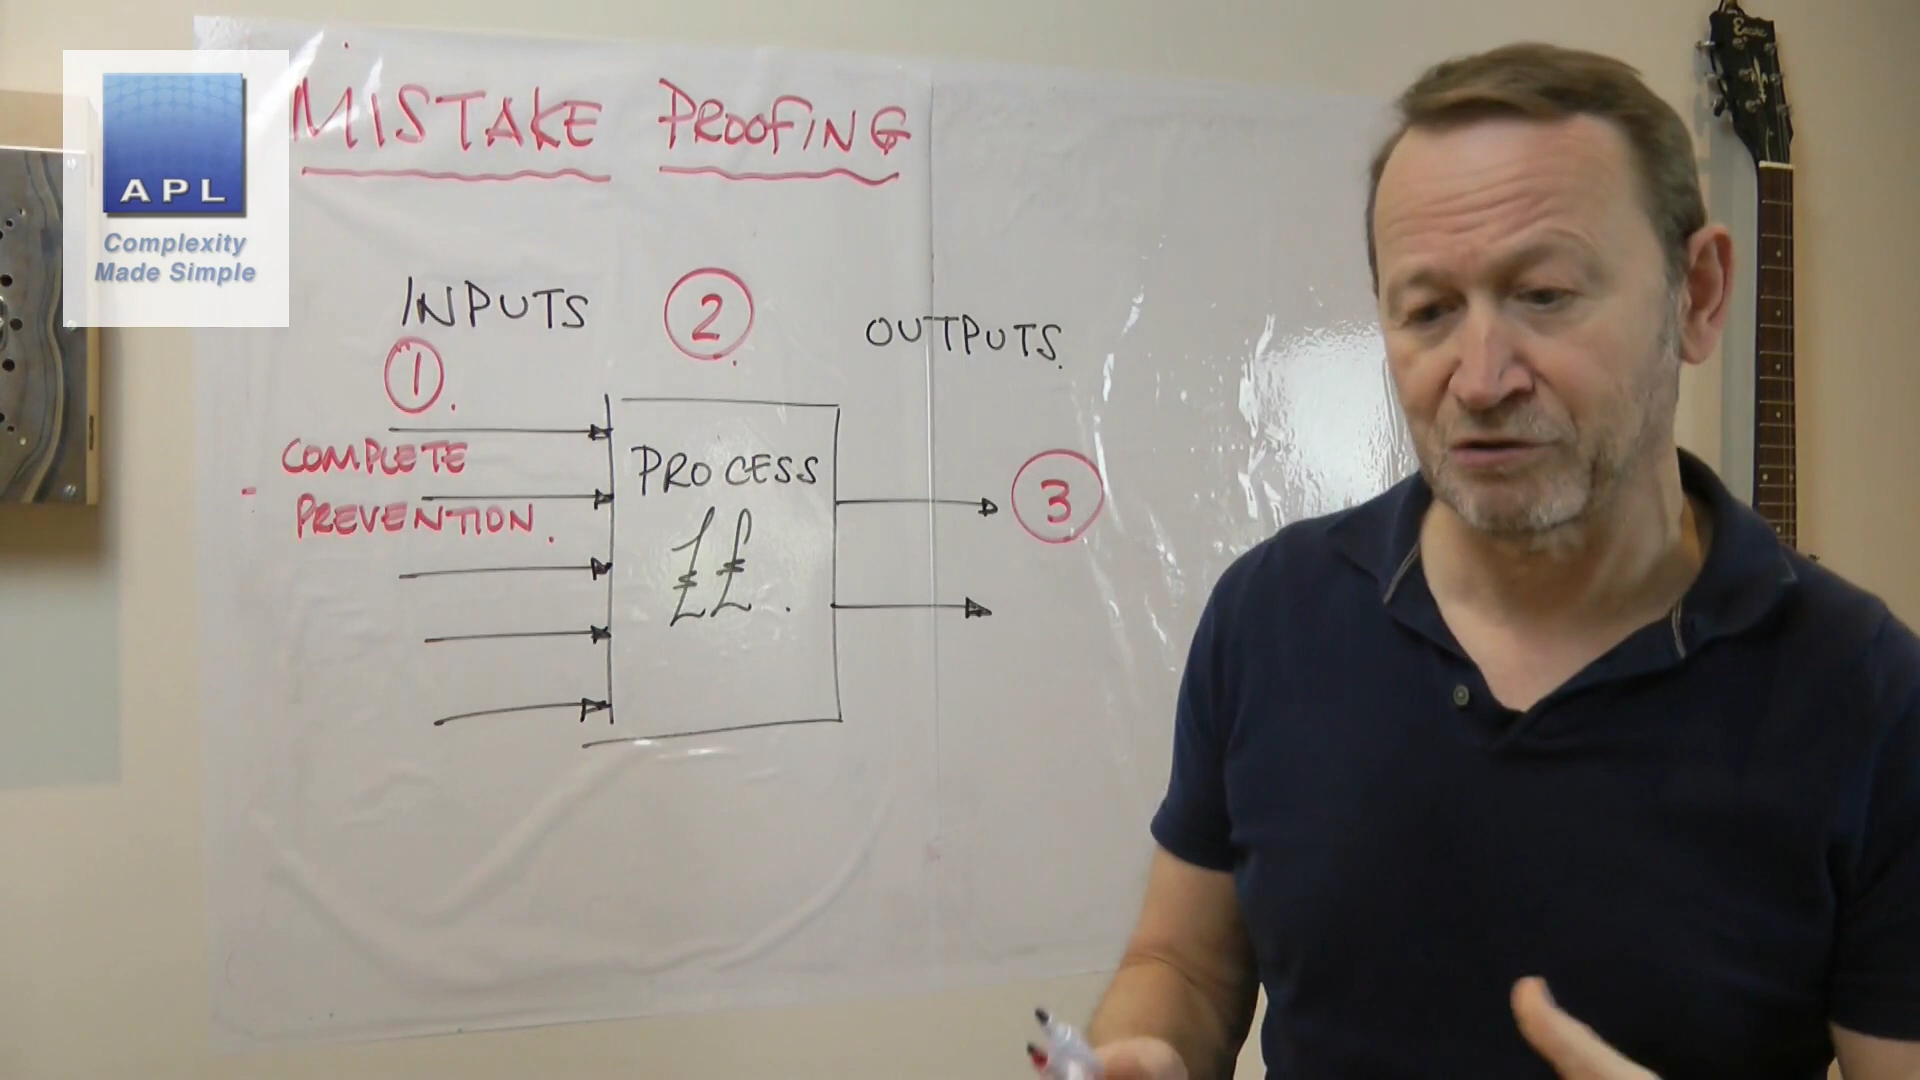 MISTAKE PROOFING
APL
Complexity
Made Simple
INPUTS
2
OUTPUTS.
1.
COMPLETE
PREVENTION.
PROCESS
££.
3